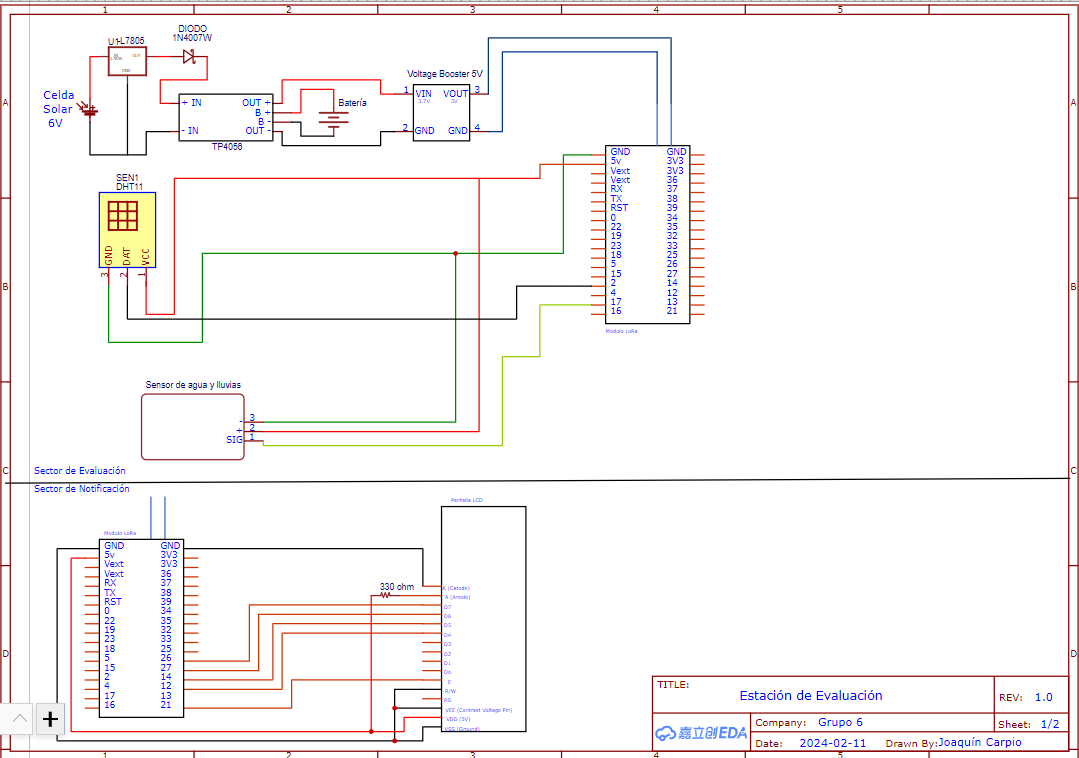 1 2 3 4 5
DIODO
1N4007W
U1-L7805
OUT
Voltage Booster 5V
Celda
Solar
6V
+ IN OUT +
B +
B -
- IN OUT -
TP4056
Batería
1 VIN VOUT 3
3.7V 5V
2 GND GND 4
A A
GND GND
5v 3V3
Vext 3V3
Vext 36
RX 37
TX 38
RST 39
0 34
22 35
19 32
23 33
18 25
5 26
15 27
2 14
4 12
17 13
16 21
Modulo LoRa
SEN1
DHT11
GND DAT VCC
3 2 1
B B
Sensor de agua y lluvias
- 3
+ 2
SIG 1
C C
Sector de Evaluación
Sector de Notificación
Modulo LoRa
GND GND
5v 3V3
Vext 3V3
Vext 36
RX 37
TX 38
RST 39
0 34
22 35
19 32
23 33
18 25
5 26
15 27
2 14
4 12
17 13
16 21
Pantalla LCD
330 ohm
K (Catodo)
A (Anodo)
D7
D6
D5
D4
D3
D2
D1
D0
E
R/W
RS
VEE (Contrast Voltage Pin)
VDD (5V)
VSS (Ground)
D D
TITLE:
Estación de Evaluación
REV: 1.0
嘉立创EDA
Company: Grupo 6
Sheet: 1/2
Date: 2024-02-11 Drawn By: Joaquín Carpio
1 2 3 4 5